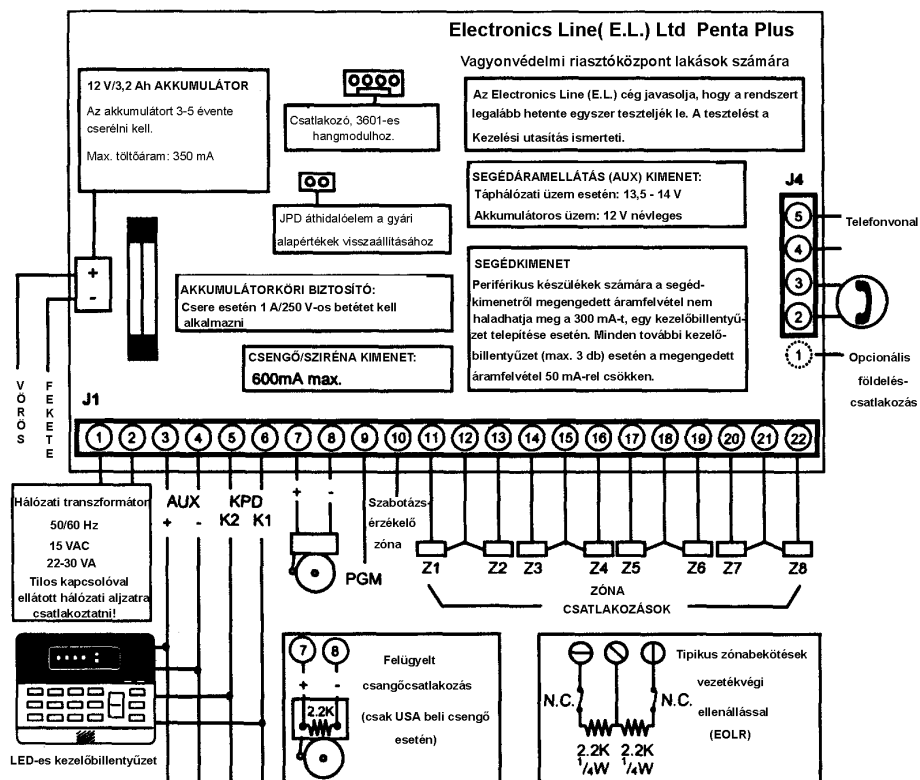 Electronics Line( E.L.) Ltd Penta Plus
Vagyonvédelmi riasztóközpont lakások számára
12 V/3,2 Ah AKKUMULÁTOR
Az akkumulátort 3-5 évente
cserélni kell.
Max. töltőáram: 350 mA
Csatlakozó, 3601-es
hangmodulhoz.
Az Electronics Line (E.L.) cég javasolja, hogy a rendszert
legalább hetente egyszer teszteljék le. A tesztelést a
Kezelési utasítás ismerteti.
JPD áthidalóelem a gyári
alapértékek visszaállításához
SEGÉDÁRAMELLÁTÁS (AUX) KIMENET:
Táphálózati üzem esetén: 13,5 - 14 V
Akkumulátoros üzem: 12 V névleges
J4
5
4
3
2
1
Telefonvonal
Opcionális
földelés-
csatlakozás
+
-
AKKUMULÁTORKÖRI BIZTOSÍTÓ:
Csere esetén 1 A/250 V-os betétet kell
alkalmazni
SEGÉDKIMENET
Periférikus készülékek számára a segéd-
kimenetről megengedett áramfelvétel nem
haladhatja meg a 300 mA-t, egy kezelőbillentyű-
zet telepítése esetén. Minden további kezelő-
billentyűzet (max. 3 db) esetén a megengedett
áramfelvétel 50 mA-rel csökken.
CSENGŐ/SZIRÉNA KIMENET:
600mA max.
VÖRÖS
FEKETE
J1
1 2 3 4 5 6 7 8 9 10 11 12 13 14 15 16 17 18 19 20 21 22
Hálózati transzformátor
50/60 Hz
15 VAC
22-30 VA
Tilos kapcsolóval
ellátott hálózati aljzatra
csatlakoztatni!
AUX
+ -
KPD
K2 K1
+ -
Szabotázs-
érzékelő
zóna
PGM
Z1 Z2 Z3 Z4 Z5 Z6 Z7 Z8
ZÓNA
CSATLAKOZÁSOK
LED-es kezelőbillentyűzet
7 8
+ -
2.2K
Felügyelt
csangőcsatlakozás
(csak USA beli csengő
esetén)
N.C. N.C.
2.2K 2.2K
1/4W 1/4W
Tipikus zónabekötések
vezetékvégi
ellenállással
(EOLR)